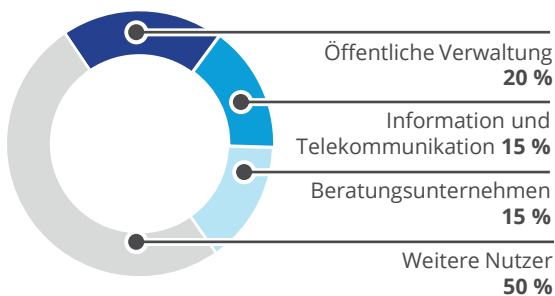 Öffentliche Verwaltung
20 %
Information und
Telekommunikation 15 %
Beratungsunternehmen
15 %
Weitere Nutzer
50 %